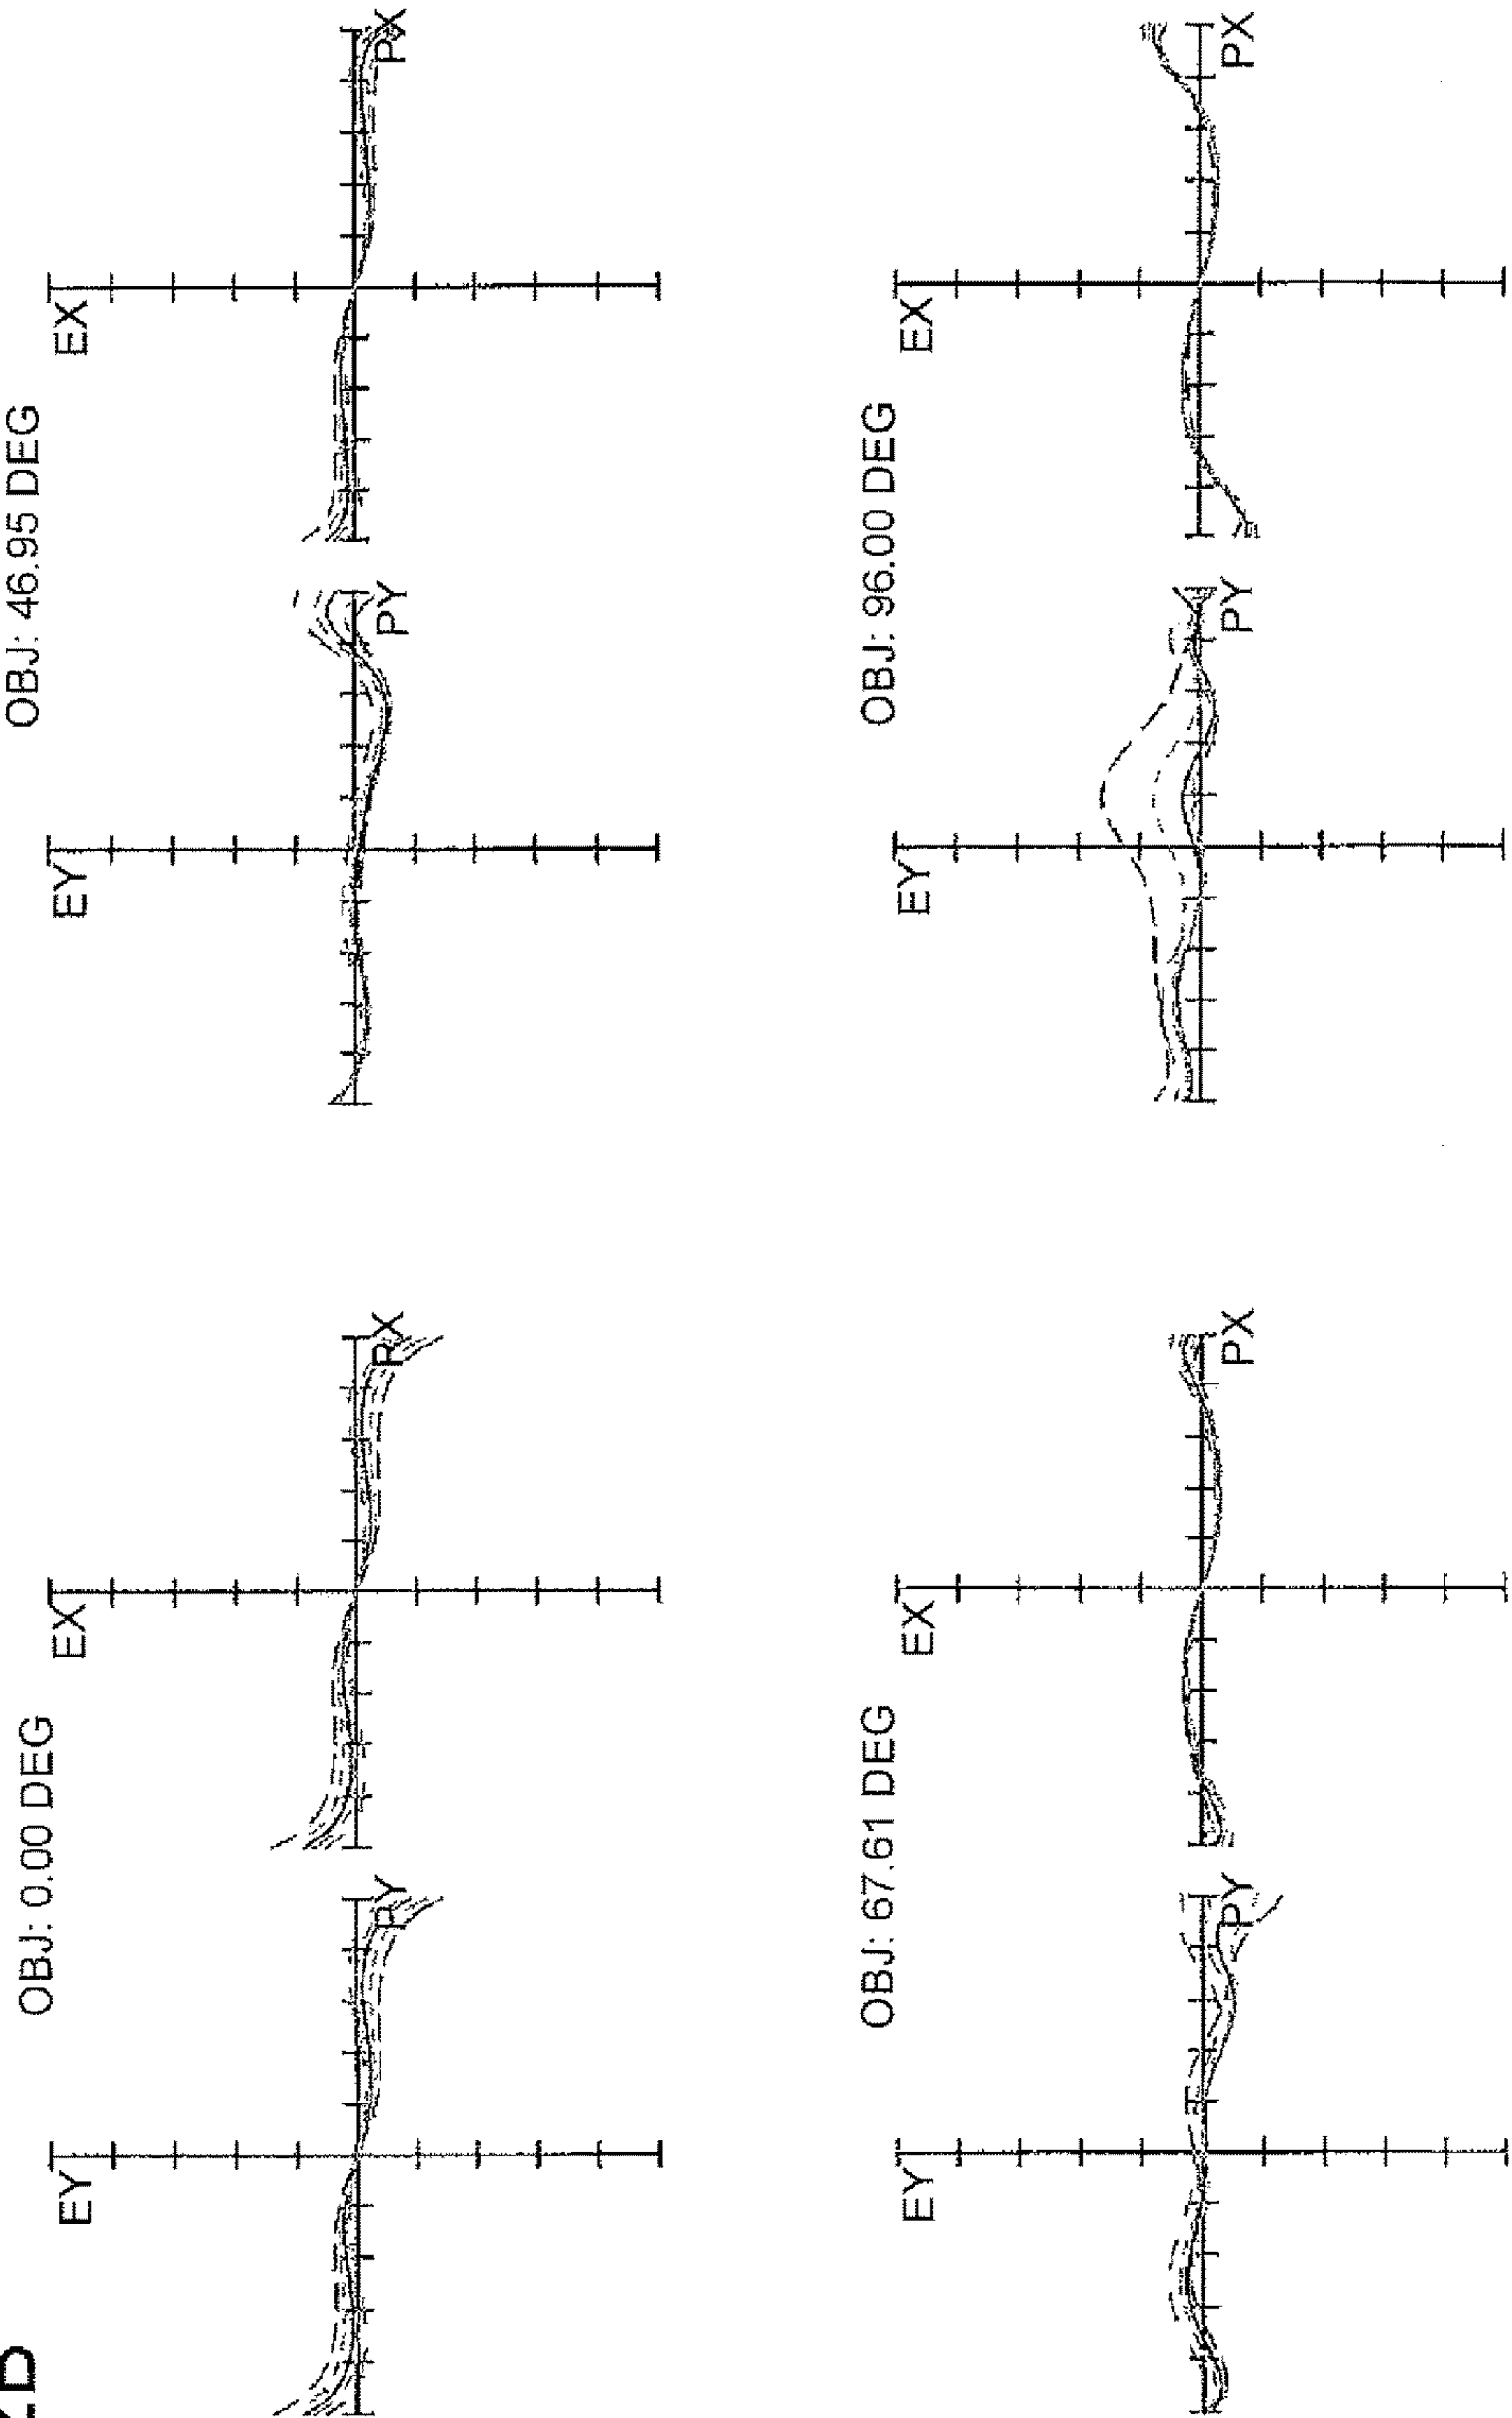 OBJ: 0.00 DEG
EY
PY
EX
PX
OBJ: 46.95 DEG
EY
PY
EX
PX
OBJ: 67.61 DEG
EY
PY
EX
PX
OBJ: 96.00 DEG
EY
PY
EX
PX